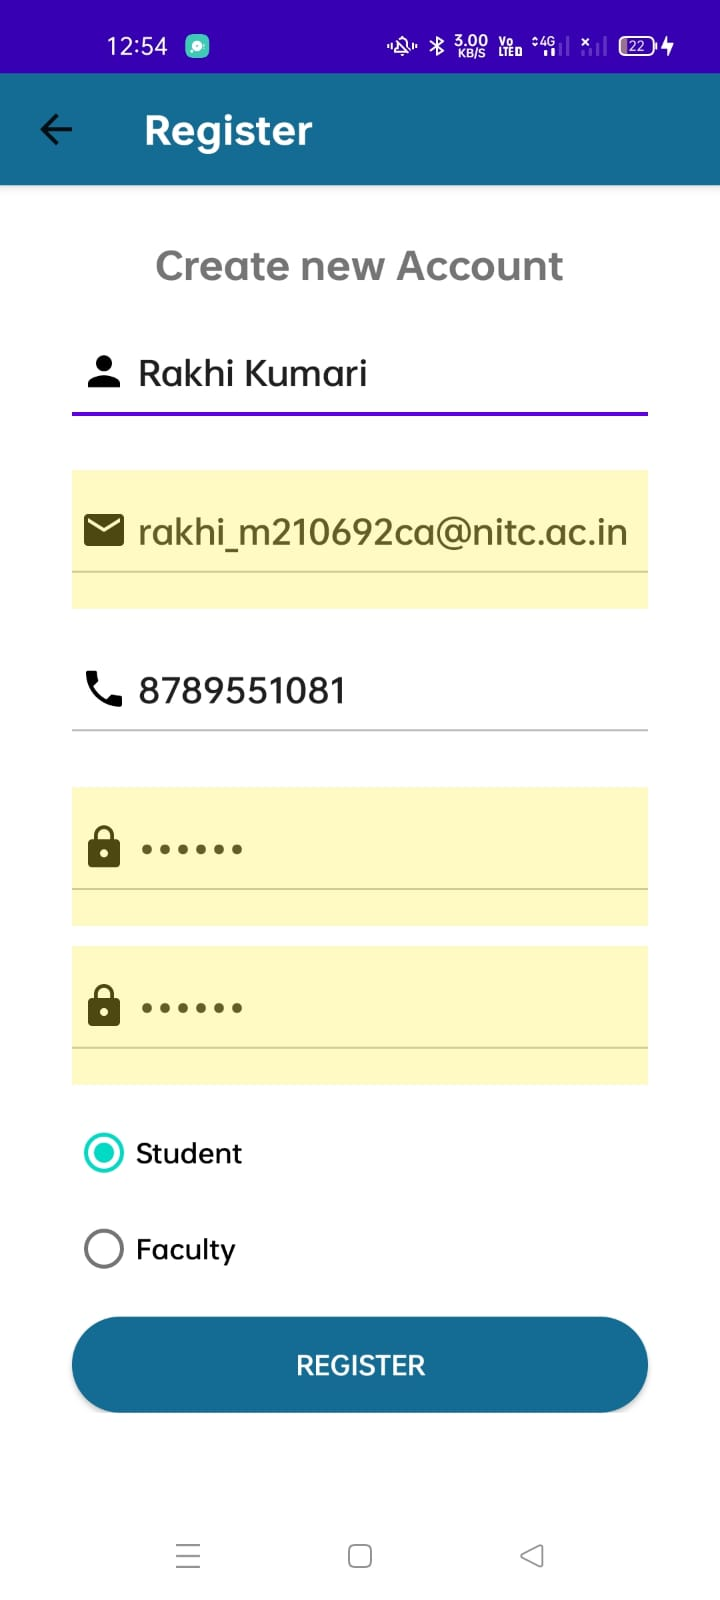 12:54 3.00 KB/S Vo LTE 4G 22
Register
Create new Account
Rakhi Kumari
rakhi_m210692ca@nitc.ac.in
8789551081
••••••
••••••
Student
Faculty
REGISTER